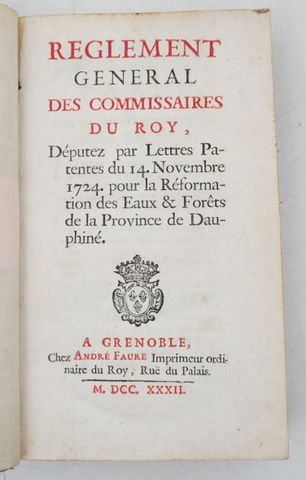 REGLEMENT
GENERAL
DES COMMISSAIRES
DU ROY,
Députez par Lettres Pa-
tentes du 14. Novembre
1724. pour la Réforma-
tion des Eaux & Forêts
de la Province de Dau-
phiné.
A GRENOBLE,
Chez ANDRÉ FAURE Imprimeur ordi-
naire du Roy, Ruë du Palais.
M. DCC. XXXII.